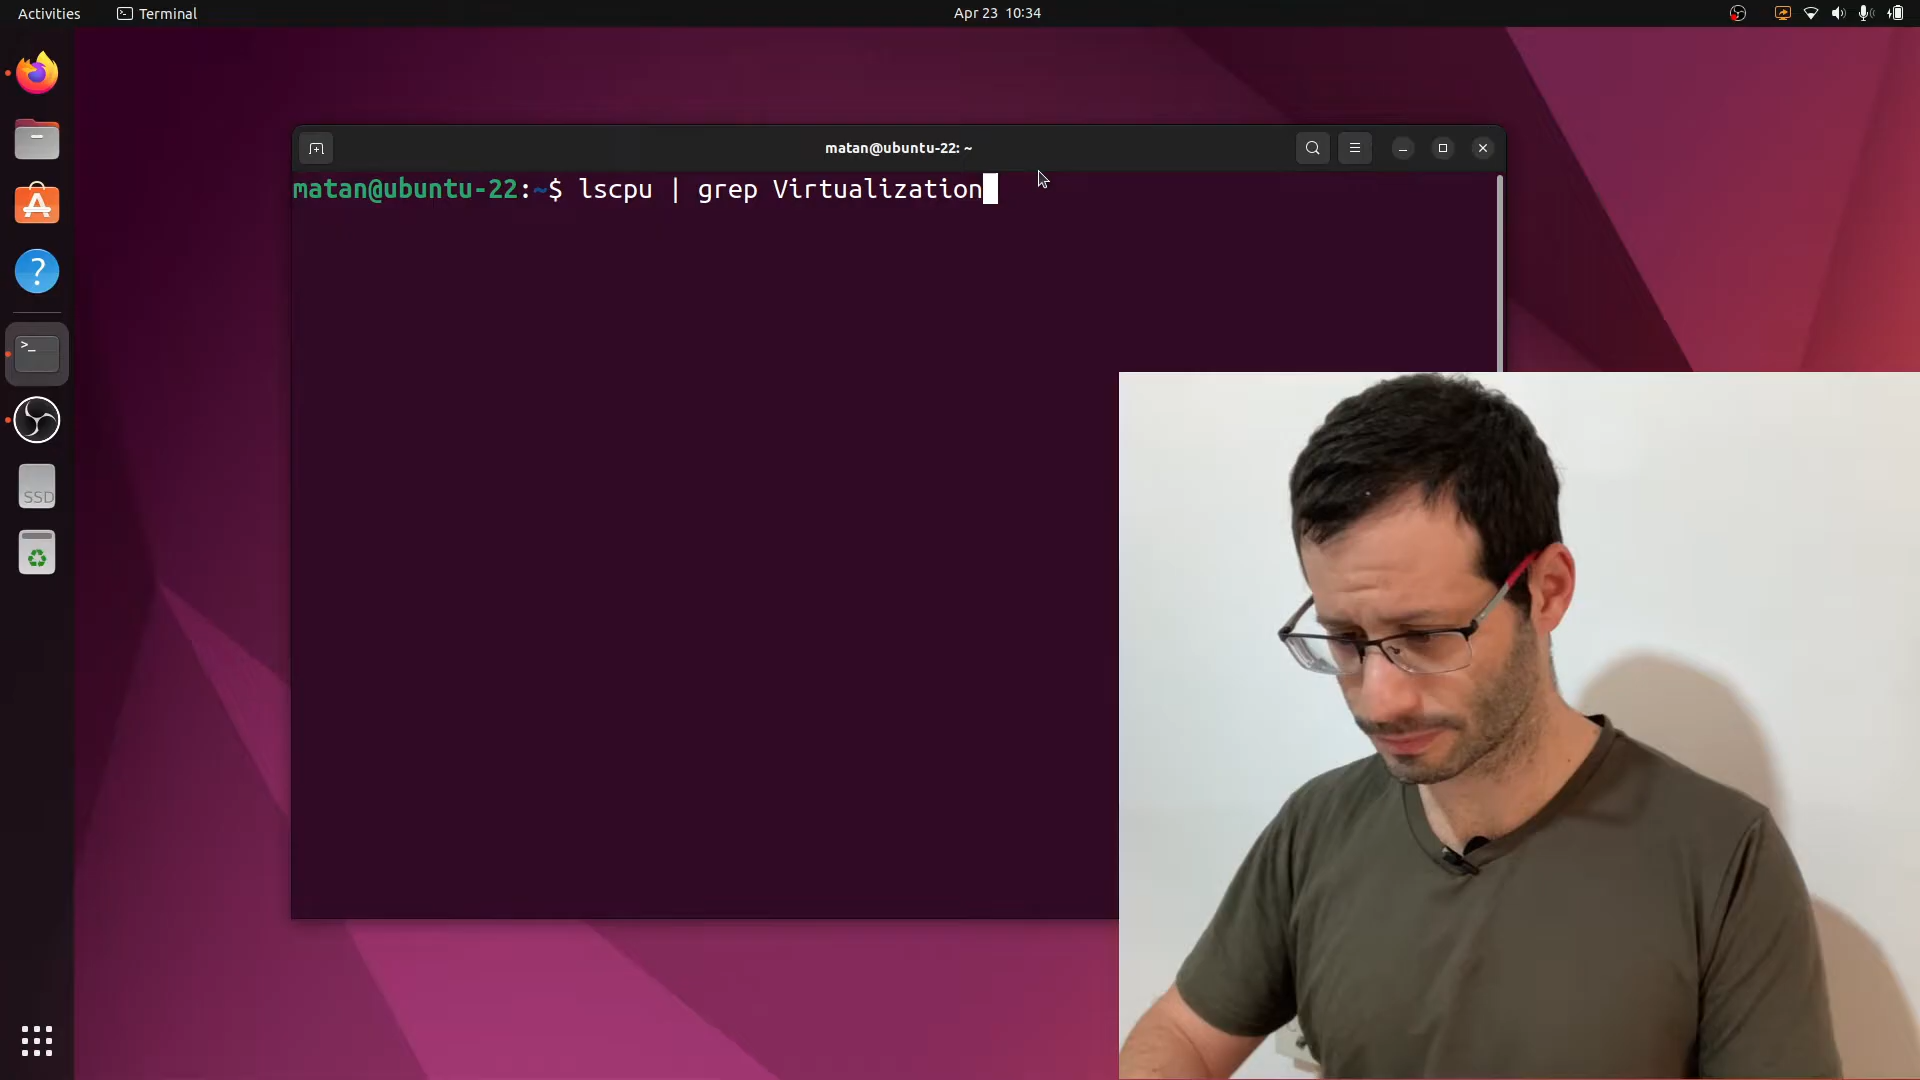 Activities
Terminal
Apr 23 10:34
matan@ubuntu-22: ~
matan@ubuntu-22:~$ lscpu | grep Virtualization
>_
?
SSD